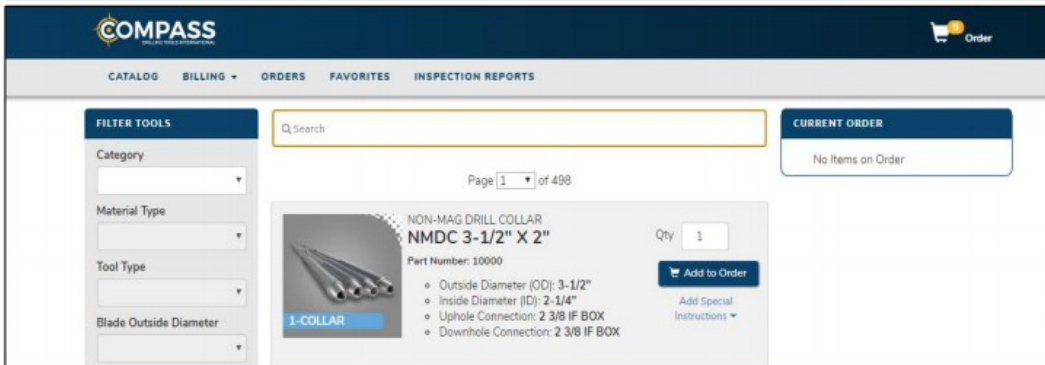 COMPASS
DRILLING TOOLS INTERNATIONAL
0
Order
CATALOG BILLING ORDERS FAVORITES INSPECTION REPORTS
FILTER TOOLS
Category
Material Type
Tool Type
Blade Outside Diameter
Search
Page 1 of 498
1-COLLAR
NON-MAG DRILL COLLAR
NMDC 3-1/2" X 2"
Part Number: 10000
Outside Diameter (OD): 3-1/2"
Inside Diameter (ID): 2-1/4"
Uphole Connection: 2 3/8 IF BOX
Downhole Connection: 2 3/8 IF BOX
Qty 1
Add to Order
Add Special
Instructions
CURRENT ORDER
No Items on Order